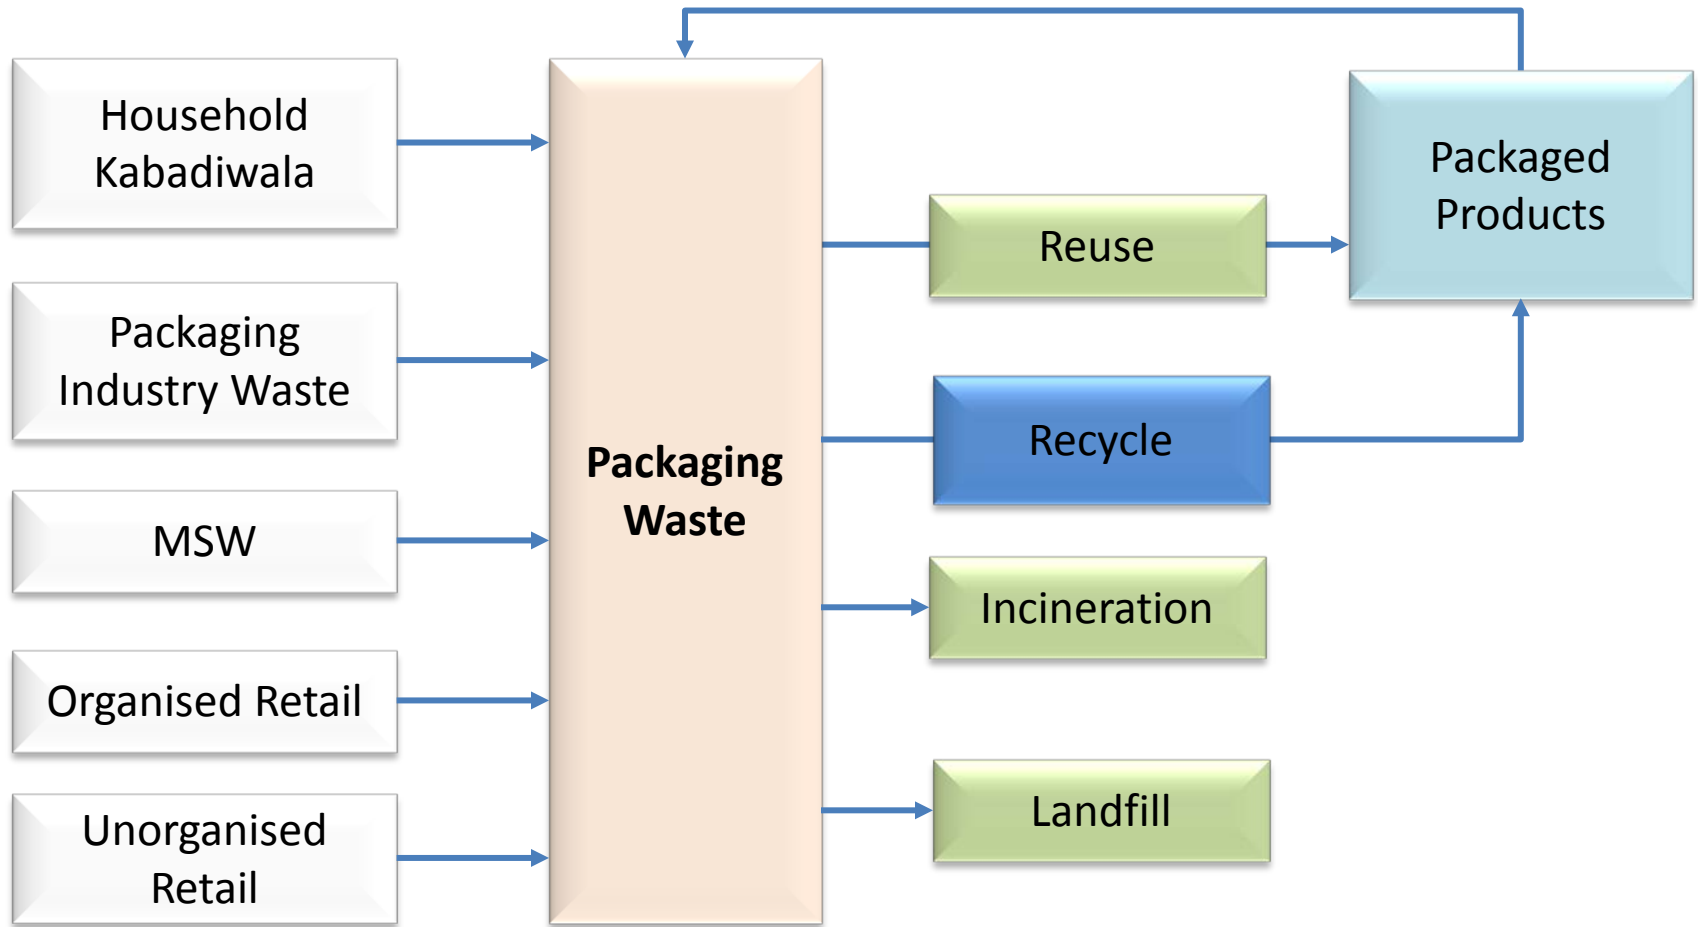 Household
Kabadiwala
Packaging
Industry Waste
MSW
Organised Retail
Unorganised
Retail
Packaging
Waste
Reuse
Recycle
Incineration
Landfill
Packaged
Products